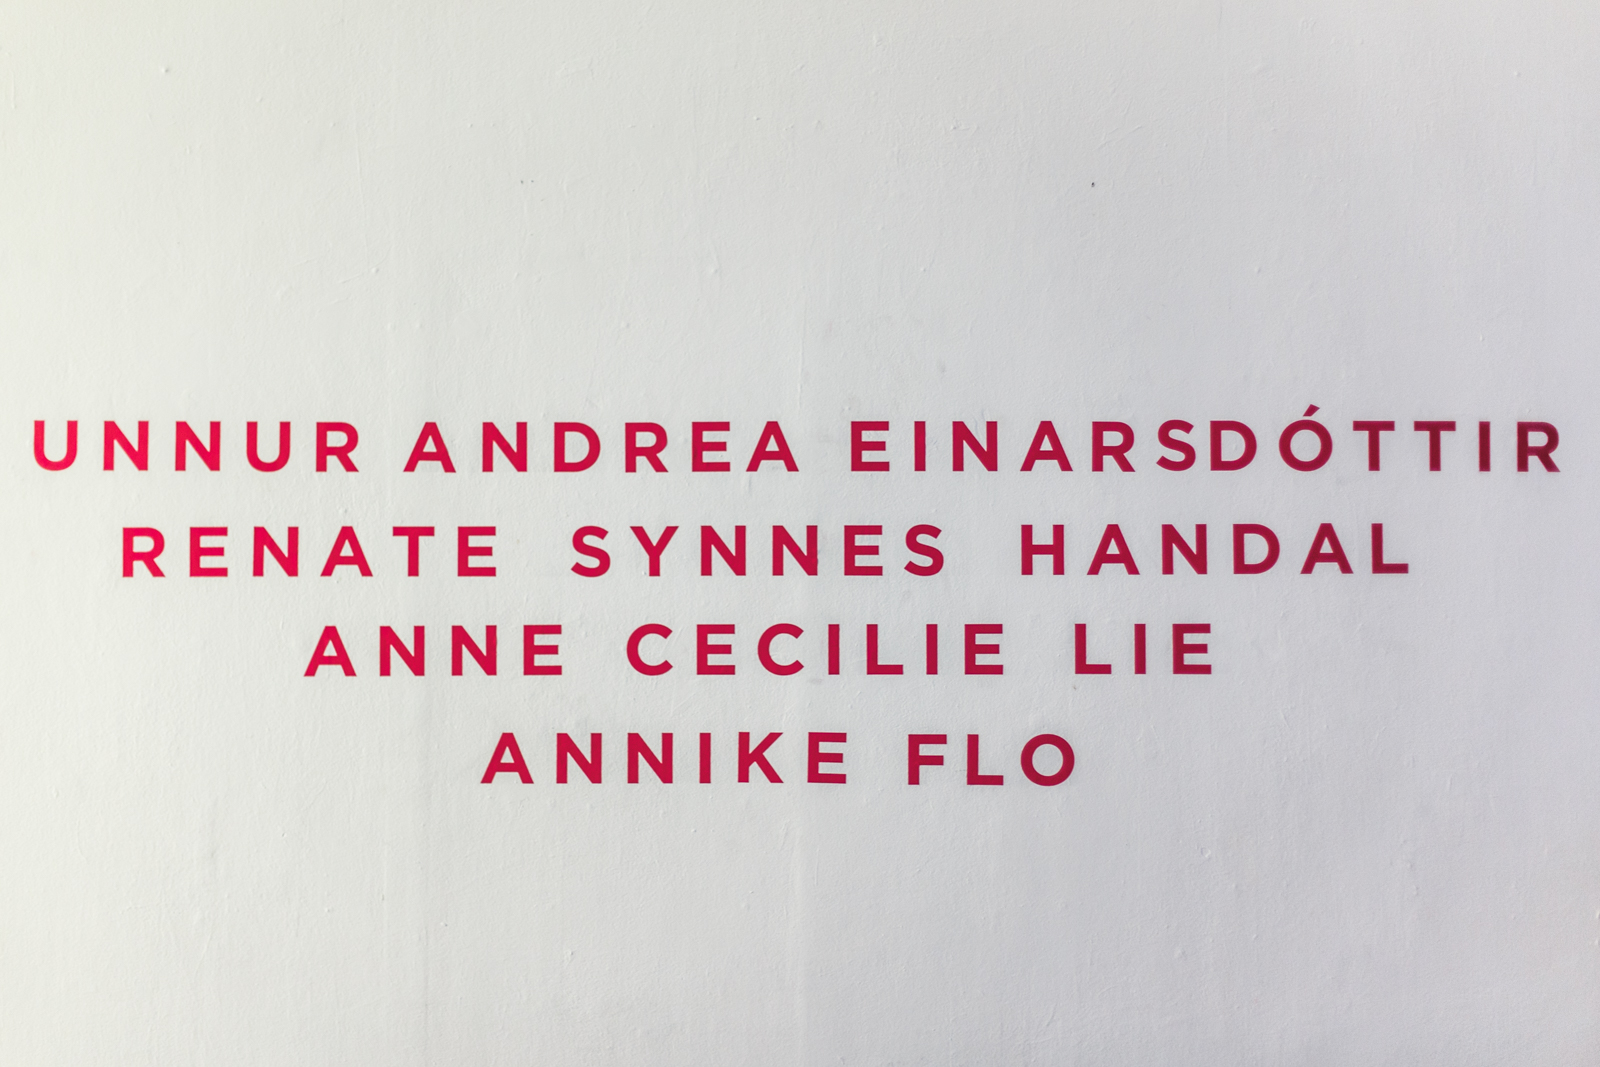 UNNUR ANDREA EINARSDÓTTIR
RENATE SYNNES HANDAL
ANNE CECILIE LIE
ANNIKE FLO